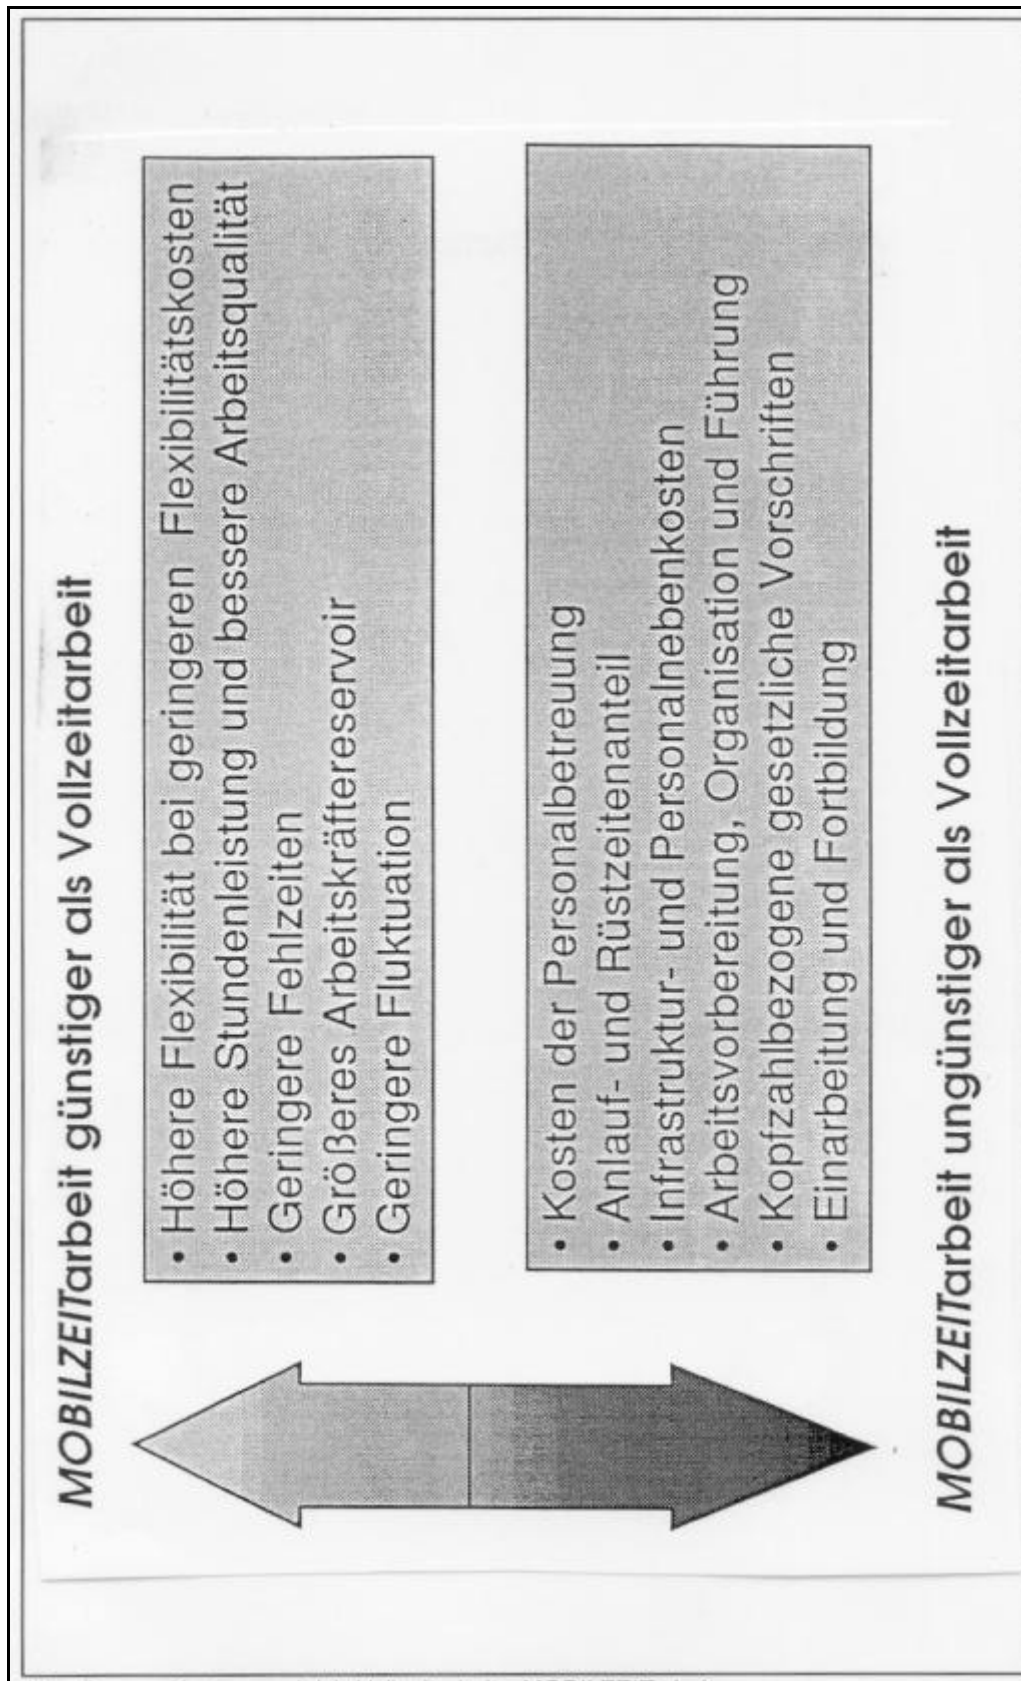 MOBILZEITarbeit günstiger als Vollzeitarbeit
• Höhere Flexibilität bei geringeren Flexibilitätskosten
• Höhere Stundenleistung und bessere Arbeitsqualität
• Geringere Fehlzeiten
• Größeres Arbeitskräftereservoir
• Geringere Fluktuation
• Kosten der Personalbetreuung
• Anlauf- und Rüstzeitenanteil
• Infrastruktur- und Personalnebenkosten
• Arbeitsvorbereitung, Organisation und Führung
• Kopfzahlbezogene gesetzliche Vorschriften
• Einarbeitung und Fortbildung
MOBILZEITarbeit ungünstiger als Vollzeitarbeit